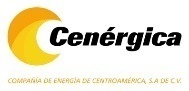 Cenérgica
COMPAÑÍA DE ENERGÍA DE CENTROAMÉRICA, S.A DE C.V.